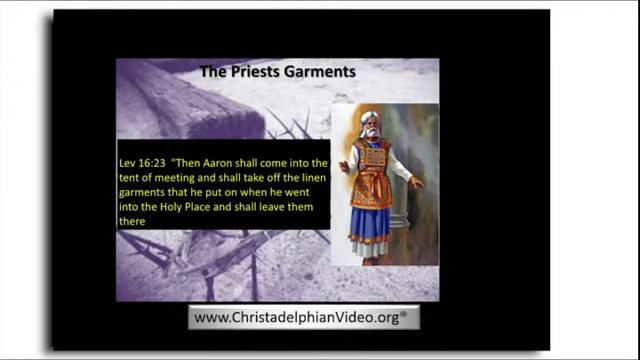 The Priests Garments
Lev 16:23 "Then Aaron shall come into the
tent of meeting and shall take off the linen
garments that he put on when he went
into the Holy Place and shall leave them
there
www.ChristadelphianVideo.org®